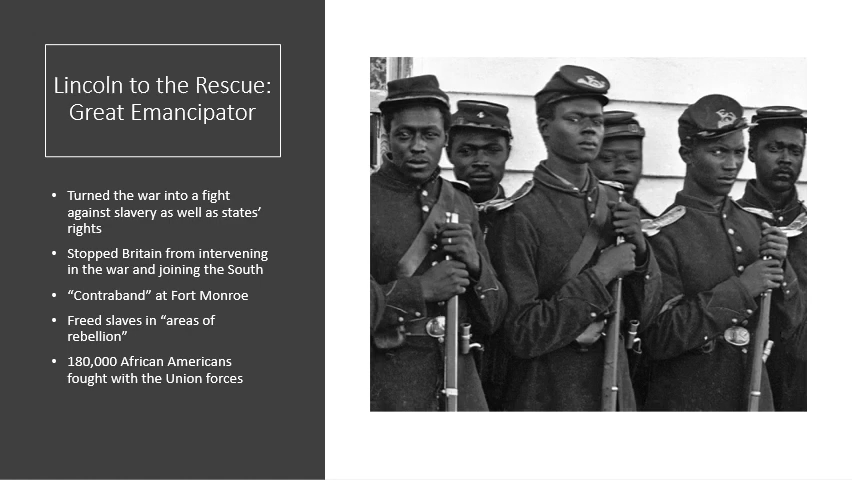 Lincoln to the Rescue:
Great Emancipator
• Turned the war into a fight
against slavery as well as states’
rights
• Stopped Britain from intervening
in the war and joining the South
• “Contraband” at Fort Monroe
• Freed slaves in “areas of
rebellion”
• 180,000 African Americans
fought with the Union forces